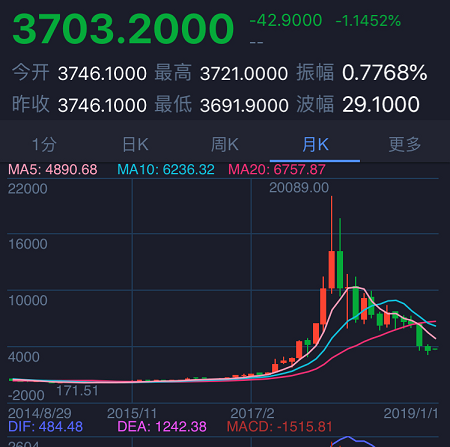 3703.2000 -42.9000 -1.1452%
--
今开 3746.1000 最高 3721.0000 振幅 0.7768%
昨收 3746.1000 最低 3691.9000 波幅 29.1000
1分 日K 周K 月K 更多
MA5: 4890.68 MA10: 6236.32 MA20: 6757.87
22000 20089.00
16000
10000
4000
171.51
-2000
2014/8/29 2015/11 2017/2 2019/1/1
DIF: 484.48 DEA: 1242.38 MACD: -1515.81
2604